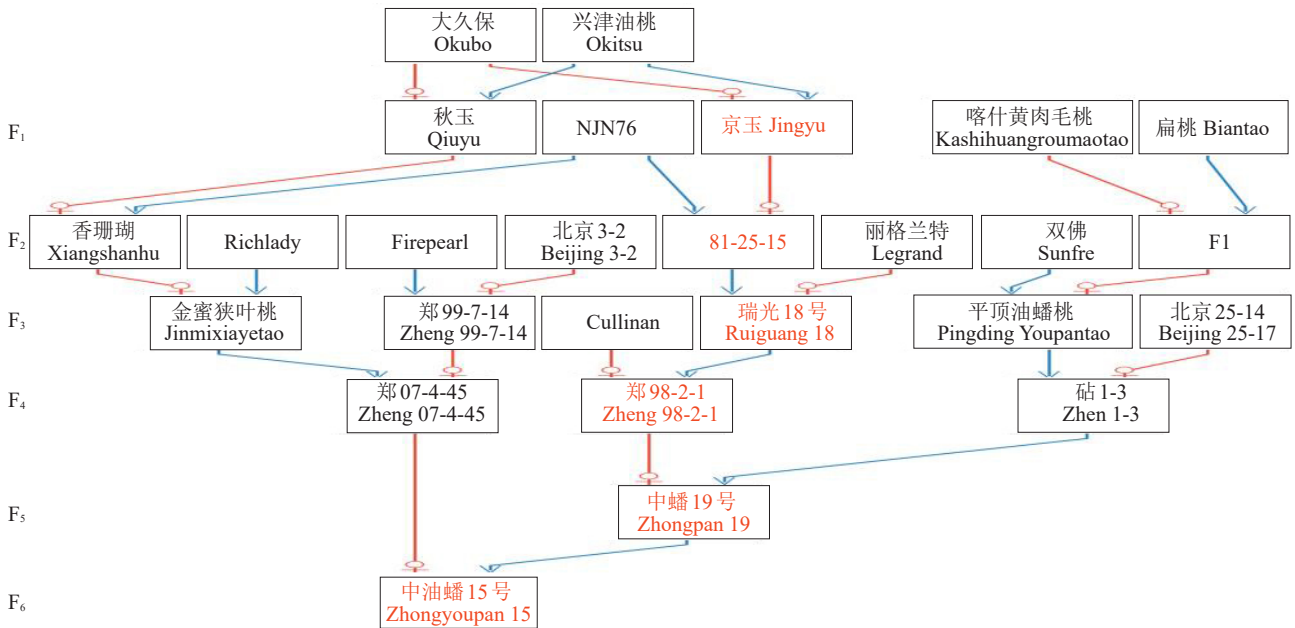 大久保
Okubo
兴津油桃
Okitsu
F₁
秋玉
Qiuyu
NJN76
京玉 Jingyu
喀什黄肉毛桃
Kashihuangroumaotao
扁桃 Biantao
F₂
香珊瑚
Xiangshanhu
Richlady
Firepearl
北京 3-2
Beijing 3-2
81-25-15
丽格兰特
Legrand
双佛
Sunfre
F1
F₃
金蜜狭叶桃
Jinmixiayetao
郑 99-7-14
Zheng 99-7-14
Cullinan
瑞光 18 号
Ruiguang 18
平顶油蟠桃
Pingding Youpantao
北京 25-14
Beijing 25-17
F₄
郑 07-4-45
Zheng 07-4-45
郑 98-2-1
Zheng 98-2-1
砧 1-3
Zhen 1-3
F₅
中蟠 19 号
Zhongpan 19
F₆
中油蟠 15 号
Zhongyoupan 15